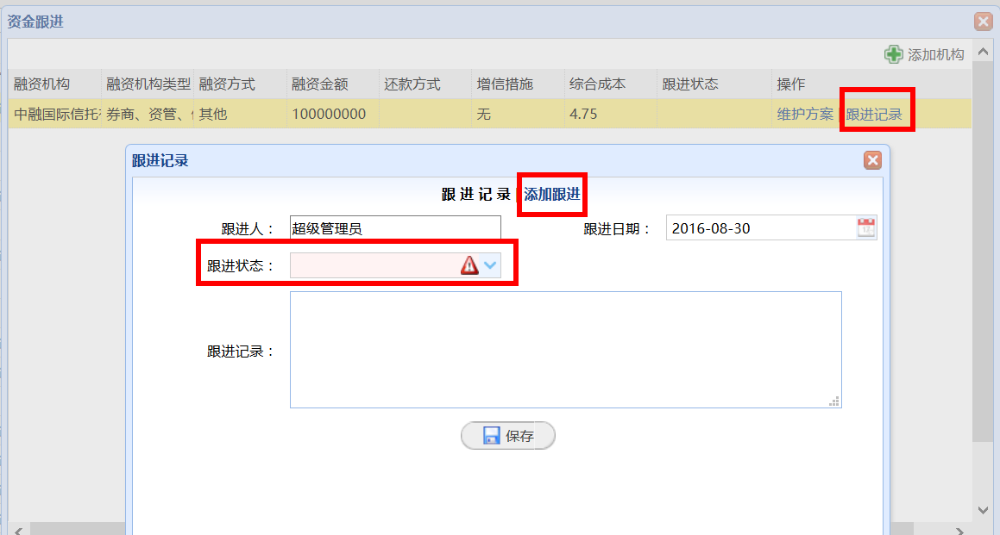 资金跟进
添加机构
融资机构 融资机构类型 融资方式 融资金额 还款方式 增信措施 综合成本 跟进状态 操作
中融国际信托 券商、资管、 其他 100000000 无 4.75 维护方案 跟进记录
跟进记录
跟 进 记 录 添加跟进
跟进人： 超级管理员 跟进日期： 2016-08-30
跟进状态：
跟进记录：
保存